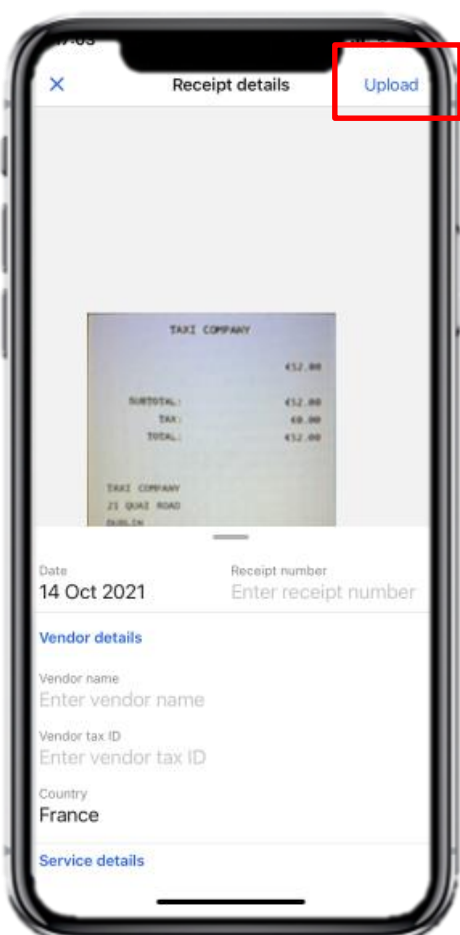 Receipt details Upload
TAXI COMPANY
€52.00
SUBTOTAL: €52.00
TAX: €0.00
TOTAL: €52.00
TAXI COMPANY
21 QUAI ROAD
DUBLIN
Date Receipt number
14 Oct 2021 Enter receipt number
Vendor details
Vendor name
Enter vendor name
Vendor tax ID
Enter vendor tax ID
Country
France
Service details